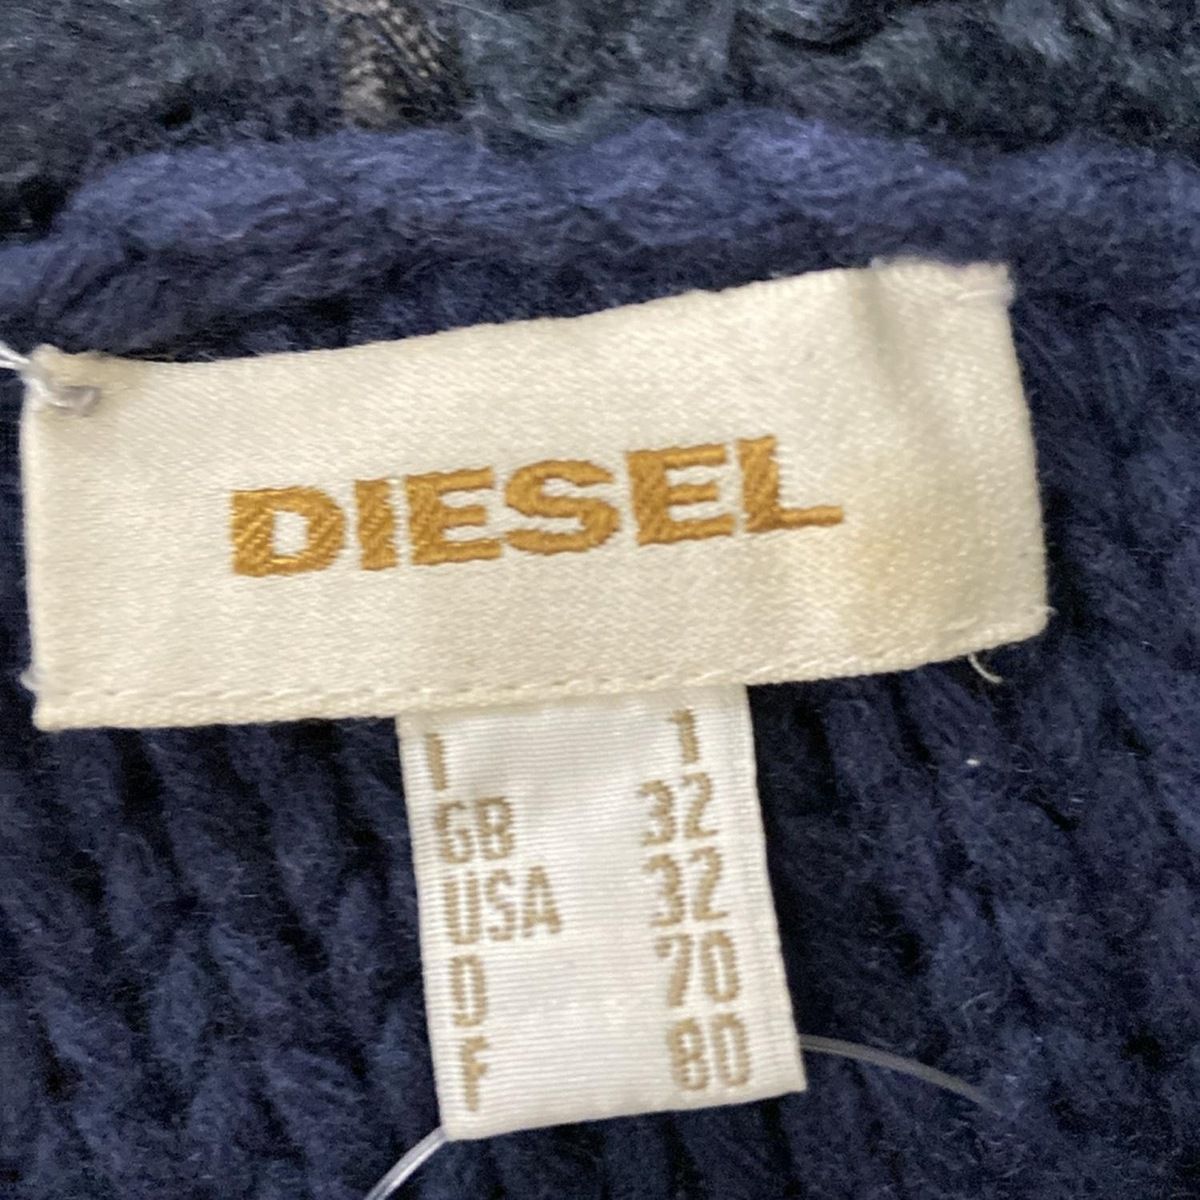 DIESEL
I 1
GB 32
USA 32
D 70
F 80